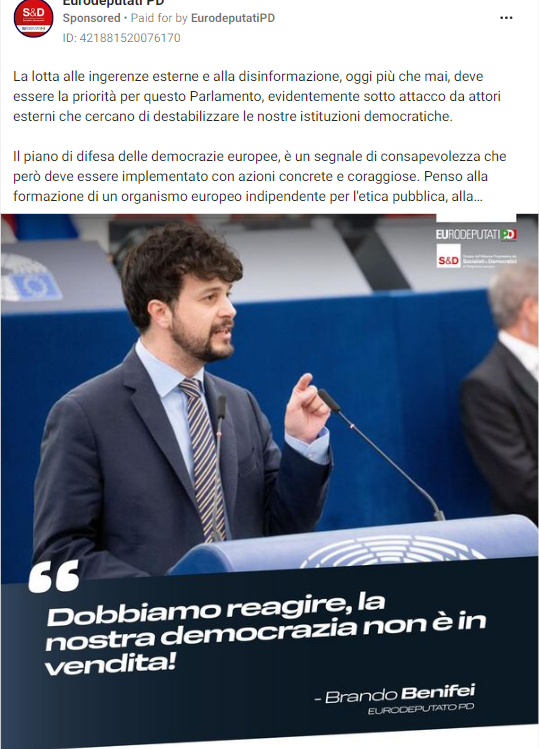 Eurodeputati PD
Sponsored • Paid for by EurodeputatiPD
ID: 421881520076170
S&D
La lotta alle ingerenze esterne e alla disinformazione, oggi più che mai, deve
essere la priorità per questo Parlamento, evidentemente sotto attacco da attori
esterni che cercano di destabilizzare le nostre istituzioni democratiche.
Il piano di difesa delle democrazie europee, è un segnale di consapevolezza che
però deve essere implementato con azioni concrete e coraggiose. Penso alla
formazione di un organismo europeo indipendente per l'etica pubblica, alla...
EURODEPUTATI PD
S&D
Socialisti & Democratici
“
Dobbiamo reagire, la
nostra democrazia non è in
vendita!
- Brando Benifei
EURODEPUTATO PD